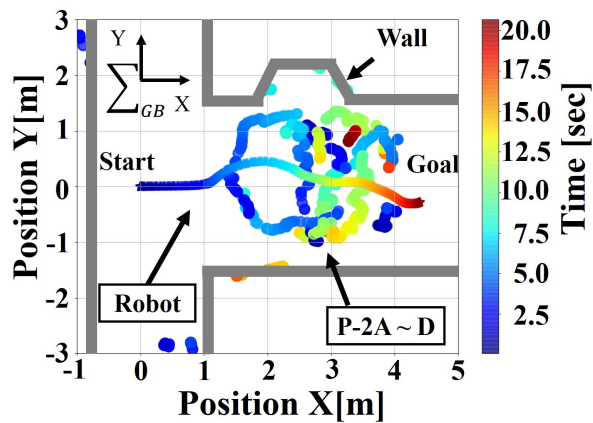 3
2
1
0
-1
-2
-3
Position Y[m]
Y
X
∑GB
Wall
Start
Goal
Robot
P-2A ~ D
-1
0
1
2
3
4
5
Position X[m]
20.0
17.5
15.0
12.5
10.0
7.5
5.0
2.5
Time [sec]